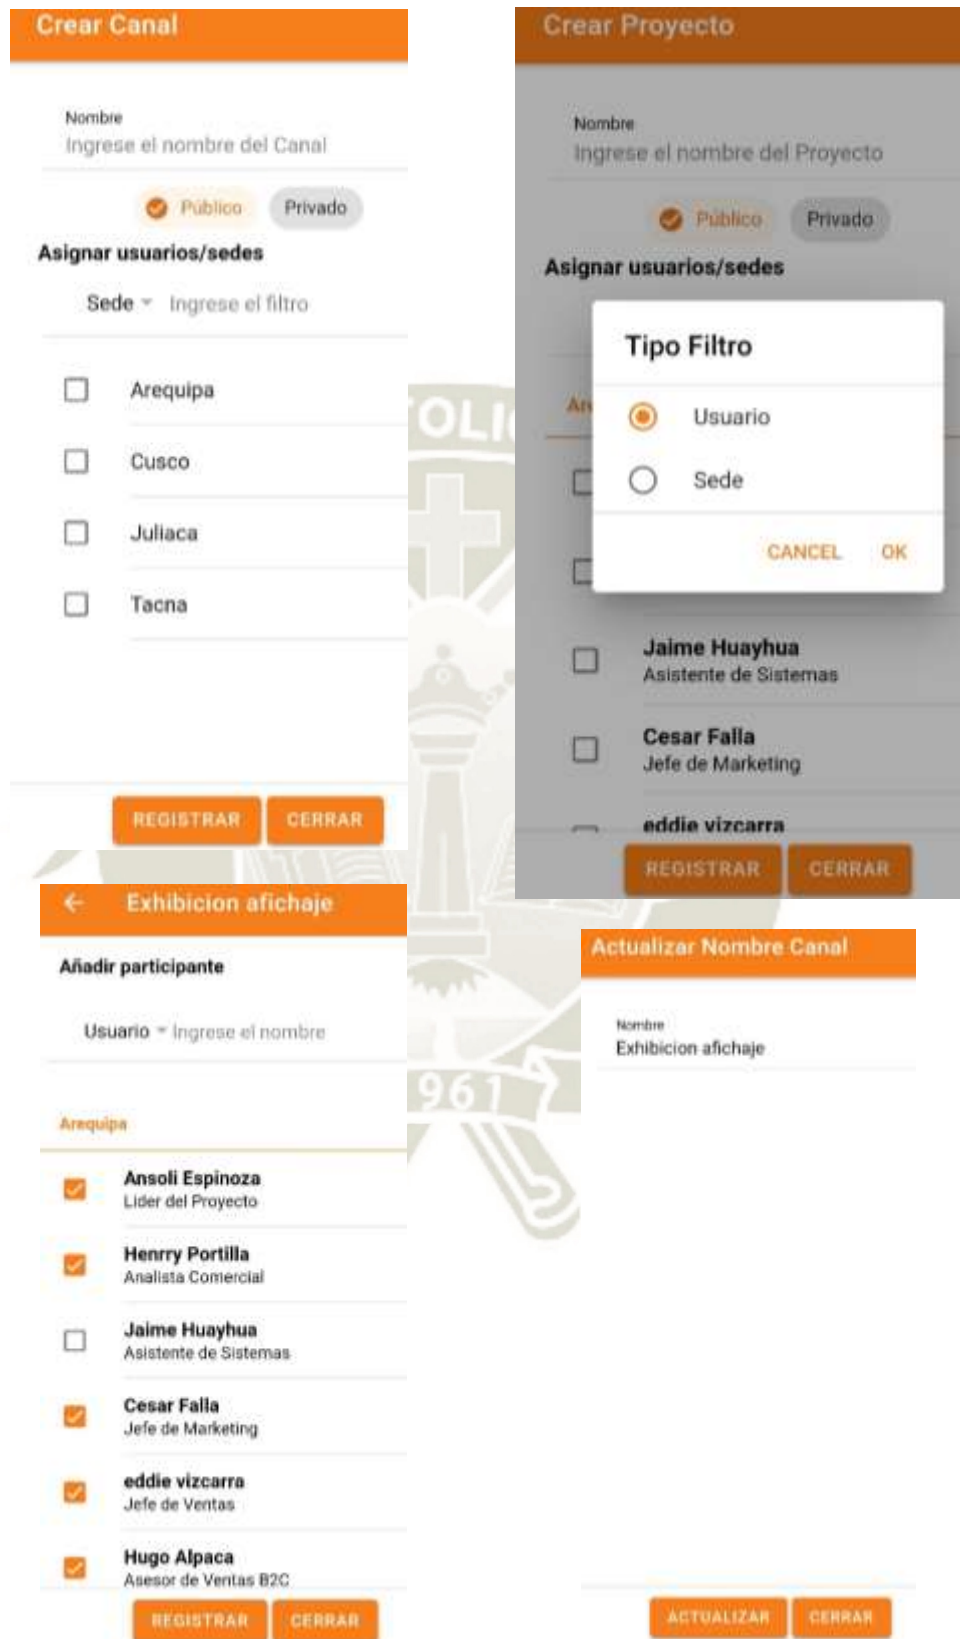 Crear Canal
Nombre
Ingrese el nombre del Canal
Público
Privado
Asignar usuarios/sedes
Sede
Ingrese el filtro
Arequipa
Cusco
Juliaca
Tacna
REGISTRAR
CERRAR
Crear Proyecto
Nombre
Ingrese el nombre del Proyecto
Público
Privado
Asignar usuarios/sedes
Tipo Filtro
Usuario
Sede
CANCEL
OK
Jaime Huayhua
Asistente de Sistemas
Cesar Falla
Jefe de Marketing
eddie vizcarra
REGISTRAR
CERRAR
Exhibicion afichaje
Añadir participante
Usuario
Ingrese el nombre
Arequipa
Ansoli Espinoza
Lider del Proyecto
Henrry Portilla
Analista Comercial
Jaime Huayhua
Asistente de Sistemas
Cesar Falla
Jefe de Marketing
eddie vizcarra
Jefe de Ventas
Hugo Alpaca
Asesor de Ventas B2C
REGISTRAR
CERRAR
Actualizar Nombre Canal
Nombre
Exhibicion afichaje
ACTUALIZAR
CERRAR
961